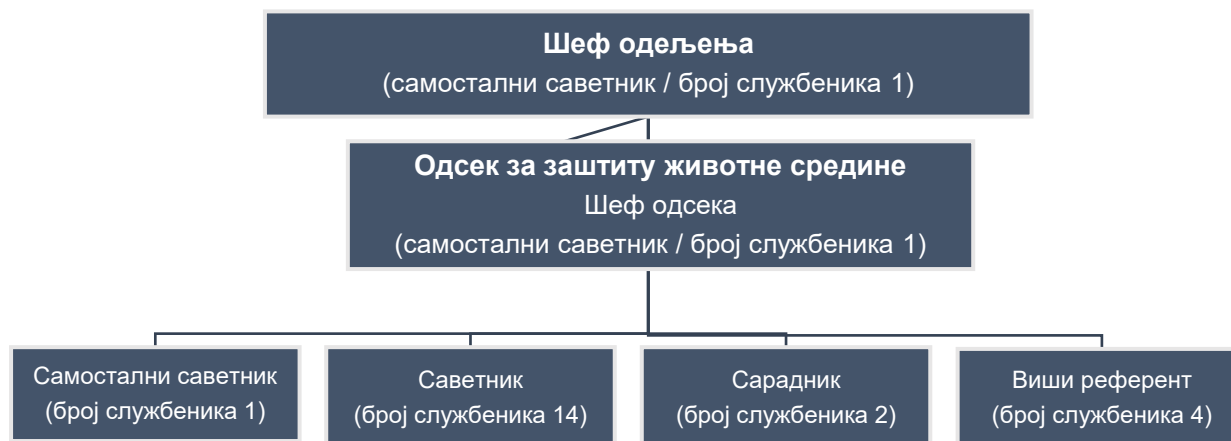 Шеф одељења
(самостални саветник / број службеника 1)
Одсек за заштиту животне средине
Шеф одсека
(самостални саветник / број службеника 1)
Самостални саветник
(број службеника 1)
Саветник
(број службеника 14)
Сарадник
(број службеника 2)
Виши референт
(број службеника 4)